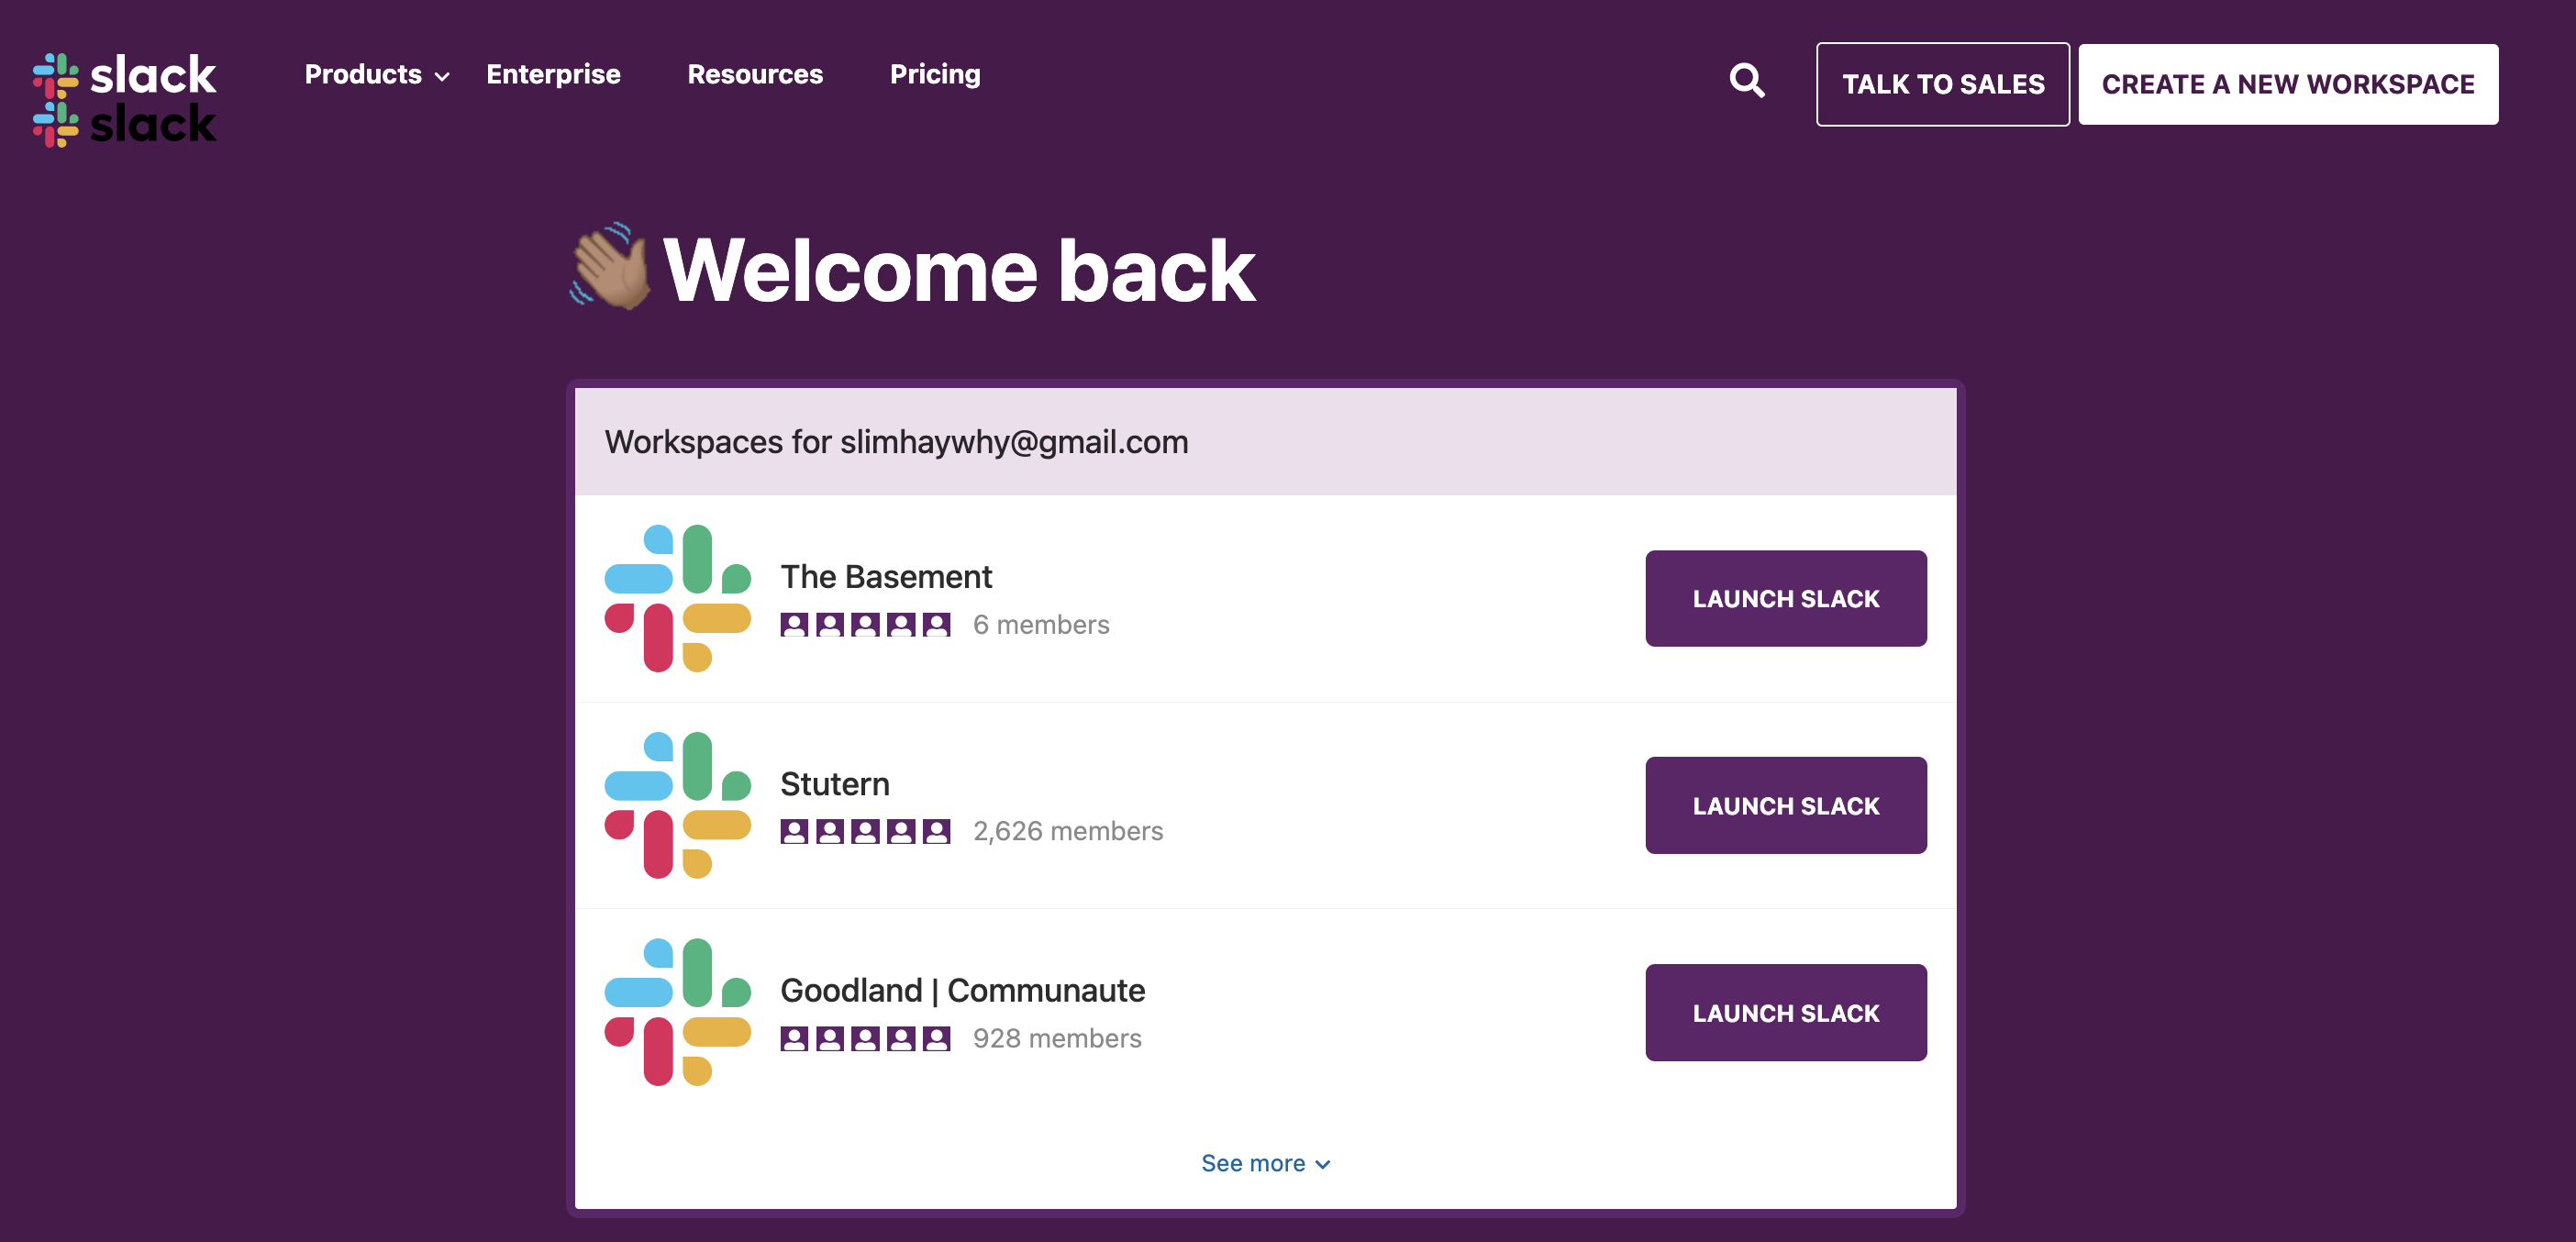 slack
slack
Products Enterprise Resources Pricing
TALK TO SALES
CREATE A NEW WORKSPACE
Welcome back
Workspaces for slimhaywhy@gmail.com
The Basement
6 members
LAUNCH SLACK
Stutern
2,626 members
LAUNCH SLACK
Goodland | Communaute
928 members
LAUNCH SLACK
See more